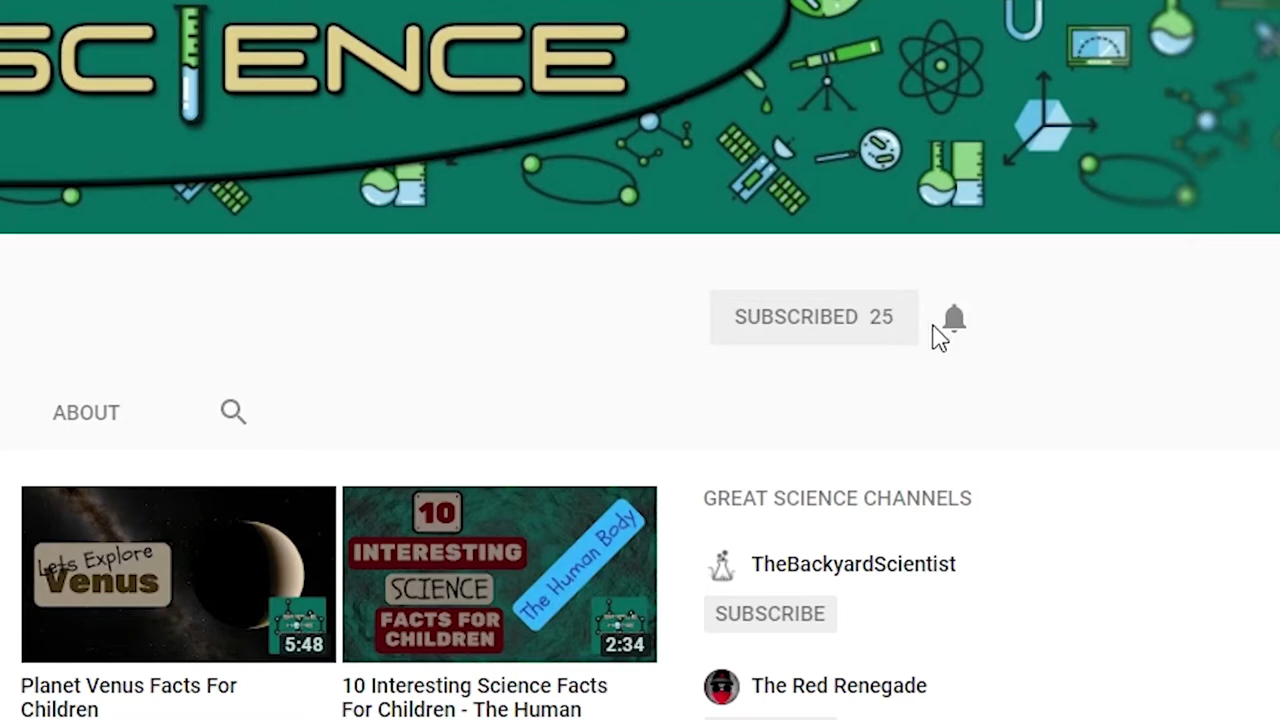 SCIENCE
SUBSCRIBED 25
ABOUT
GREAT SCIENCE CHANNELS
Lets Explore
Venus
5:48
10
INTERESTING
SCIENCE
FACTS FOR
CHILDREN
The Human Body
2:34
TheBackyardScientist
SUBSCRIBE
Planet Venus Facts For
Children
10 Interesting Science Facts
For Children - The Human
The Red Renegade